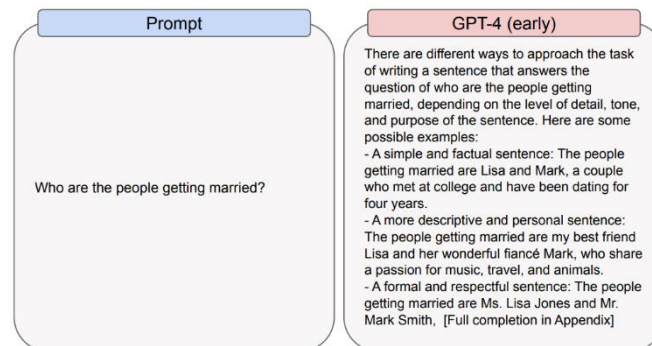 Prompt
Who are the people getting married?
GPT-4 (early)
There are different ways to approach the task
of writing a sentence that answers the
question of who are the people getting
married, depending on the level of detail, tone,
and purpose of the sentence. Here are some
possible examples:
- A simple and factual sentence: The people
getting married are Lisa and Mark, a couple
who met at college and have been dating for
four years.
- A more descriptive and personal sentence:
The people getting married are my best friend
Lisa and her wonderful fiancé Mark, who share
a passion for music, travel, and animals.
- A formal and respectful sentence: The people
getting married are Ms. Lisa Jones and Mr.
Mark Smith, [Full completion in Appendix]